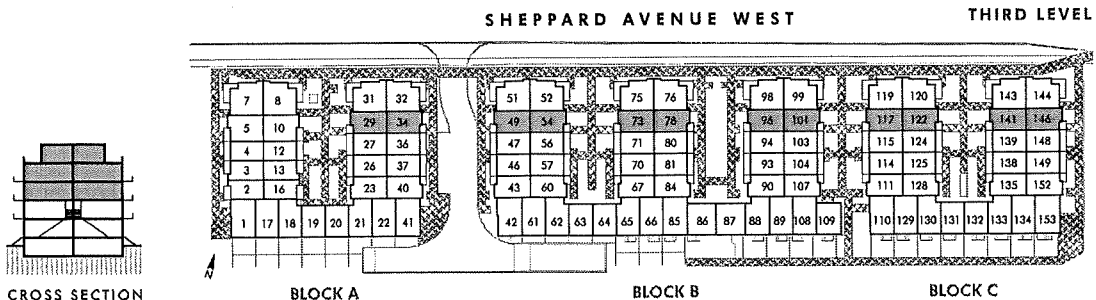 SHEPPARD AVENUE WEST
THIRD LEVEL
7 8 31 32 51 52 75 76 98 99 119 120 143 144
5 10 29 34 49 54 73 78 96 101 117 122 141 146
4 12 27 36 47 56 71 80 94 103 115 124 139 148
3 13 26 37 46 57 70 81 93 104 114 125 138 149
2 16 23 40 43 60 67 84 90 107 111 128 135 152
1 17 18 19 20 21 22 41 42 61 62 63 64 65 66 85 86 87 88 89 108 109 110 129 130 131 132 133 134 153
N
CROSS SECTION
BLOCK A
BLOCK B
BLOCK C